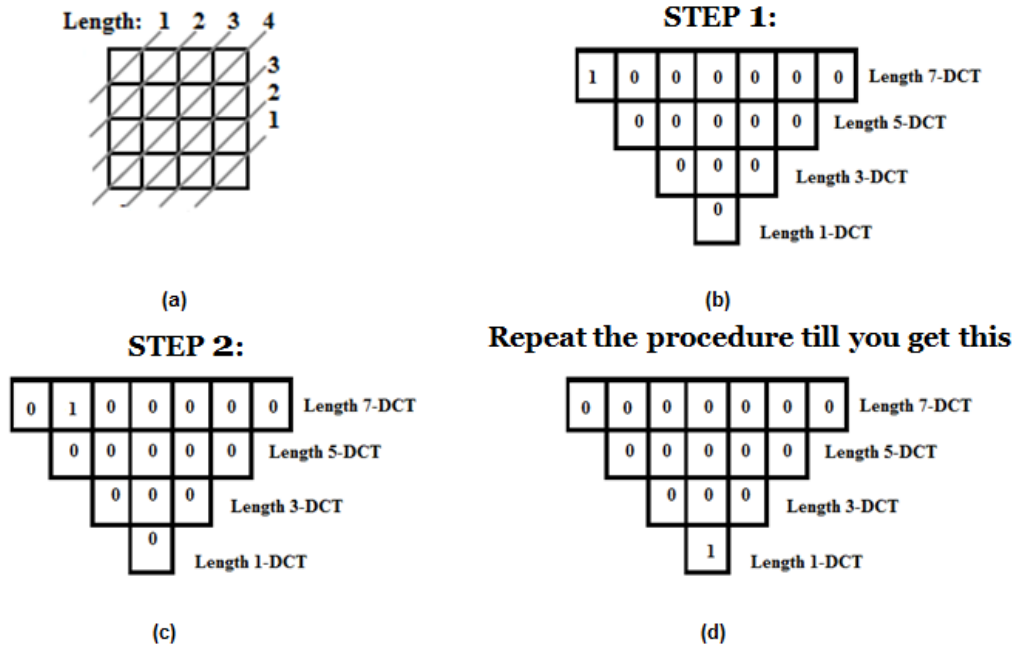 Length: 1 2 3 4
3
2
1
(a)
STEP 1:
1 0 0 0 0 0 0 Length 7-DCT
0 0 0 0 0 Length 5-DCT
0 0 0 Length 3-DCT
0 Length 1-DCT
(b)
STEP 2:
0 1 0 0 0 0 0 Length 7-DCT
0 0 0 0 0 Length 5-DCT
0 0 0 Length 3-DCT
0 Length 1-DCT
(c)
Repeat the procedure till you get this
0 0 0 0 0 0 0 Length 7-DCT
0 0 0 0 0 Length 5-DCT
0 0 0 Length 3-DCT
1 Length 1-DCT
(d)